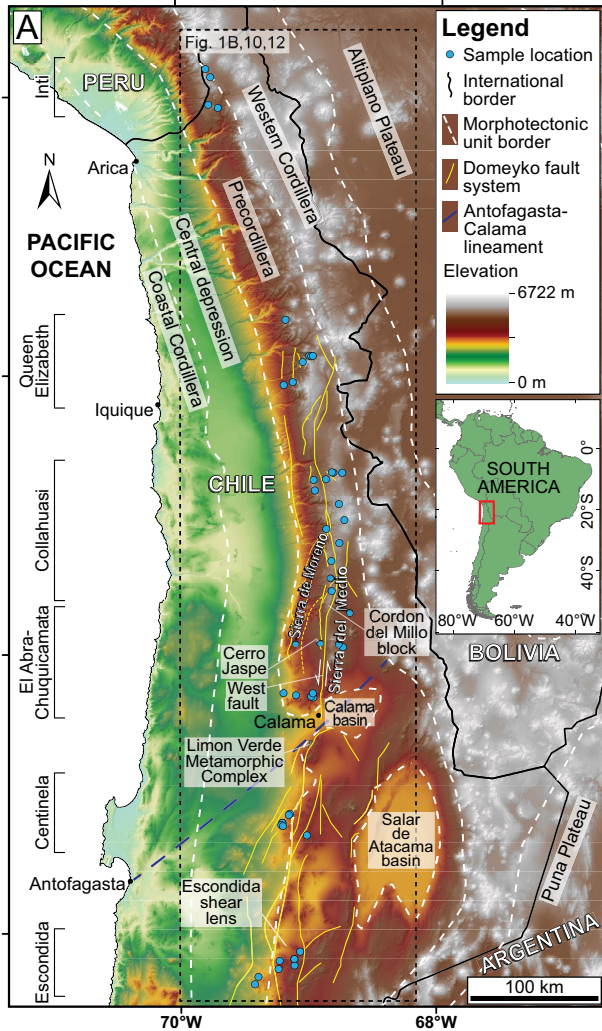 A
Fig. 1B,10,12
Inti
PERU
Arica
N
PACIFIC
OCEAN
Altiplano Plateau
Western Cordillera
Precordillera
Central depression
Coastal Cordillera
Queen
Elizabeth
Iquique
CHILE
Collahuasi
Sierra de Moreno
Sierra del Medio
El Abra-
Chuquicamata
Cordon
del Millo
block
Cerro
Jaspe
West
fault
Calama
Calama
basin
Limon Verde
Metamorphic
Complex
Centinela
Salar
de
Atacama
basin
Antofagasta
Escondida
shear
lens
Escondida
BOLIVIA
Puna Plateau
ARGENTINA
100 km
70°W
68°W
Legend
Sample location
International
border
Morphotectonic
unit border
Domeyko fault
system
Antofagasta-
Calama
lineament
Elevation
6722 m
0 m
SOUTH
AMERICA
0°
20°S
40°S
80°W
60°W
40°W